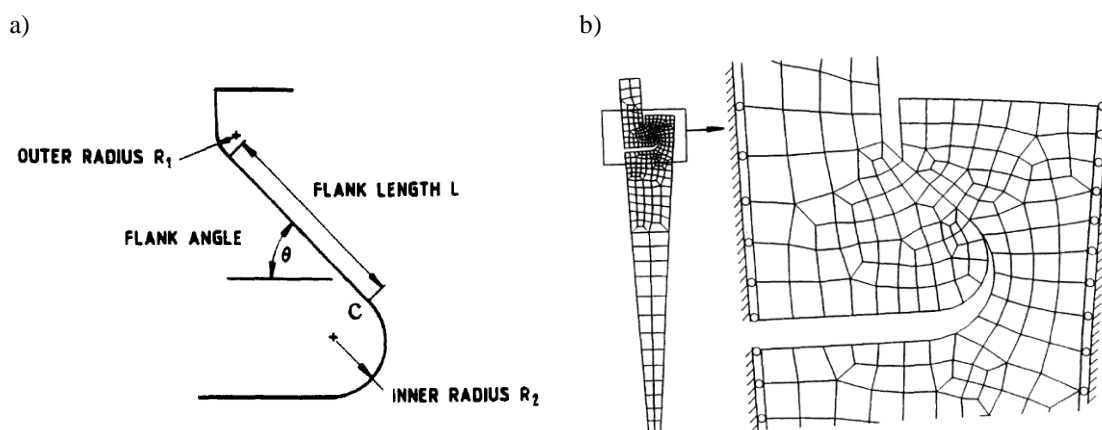 a)
b)
OUTER RADIUS R₁
FLANK LENGTH L
FLANK ANGLE
θ
C
INNER RADIUS R₂